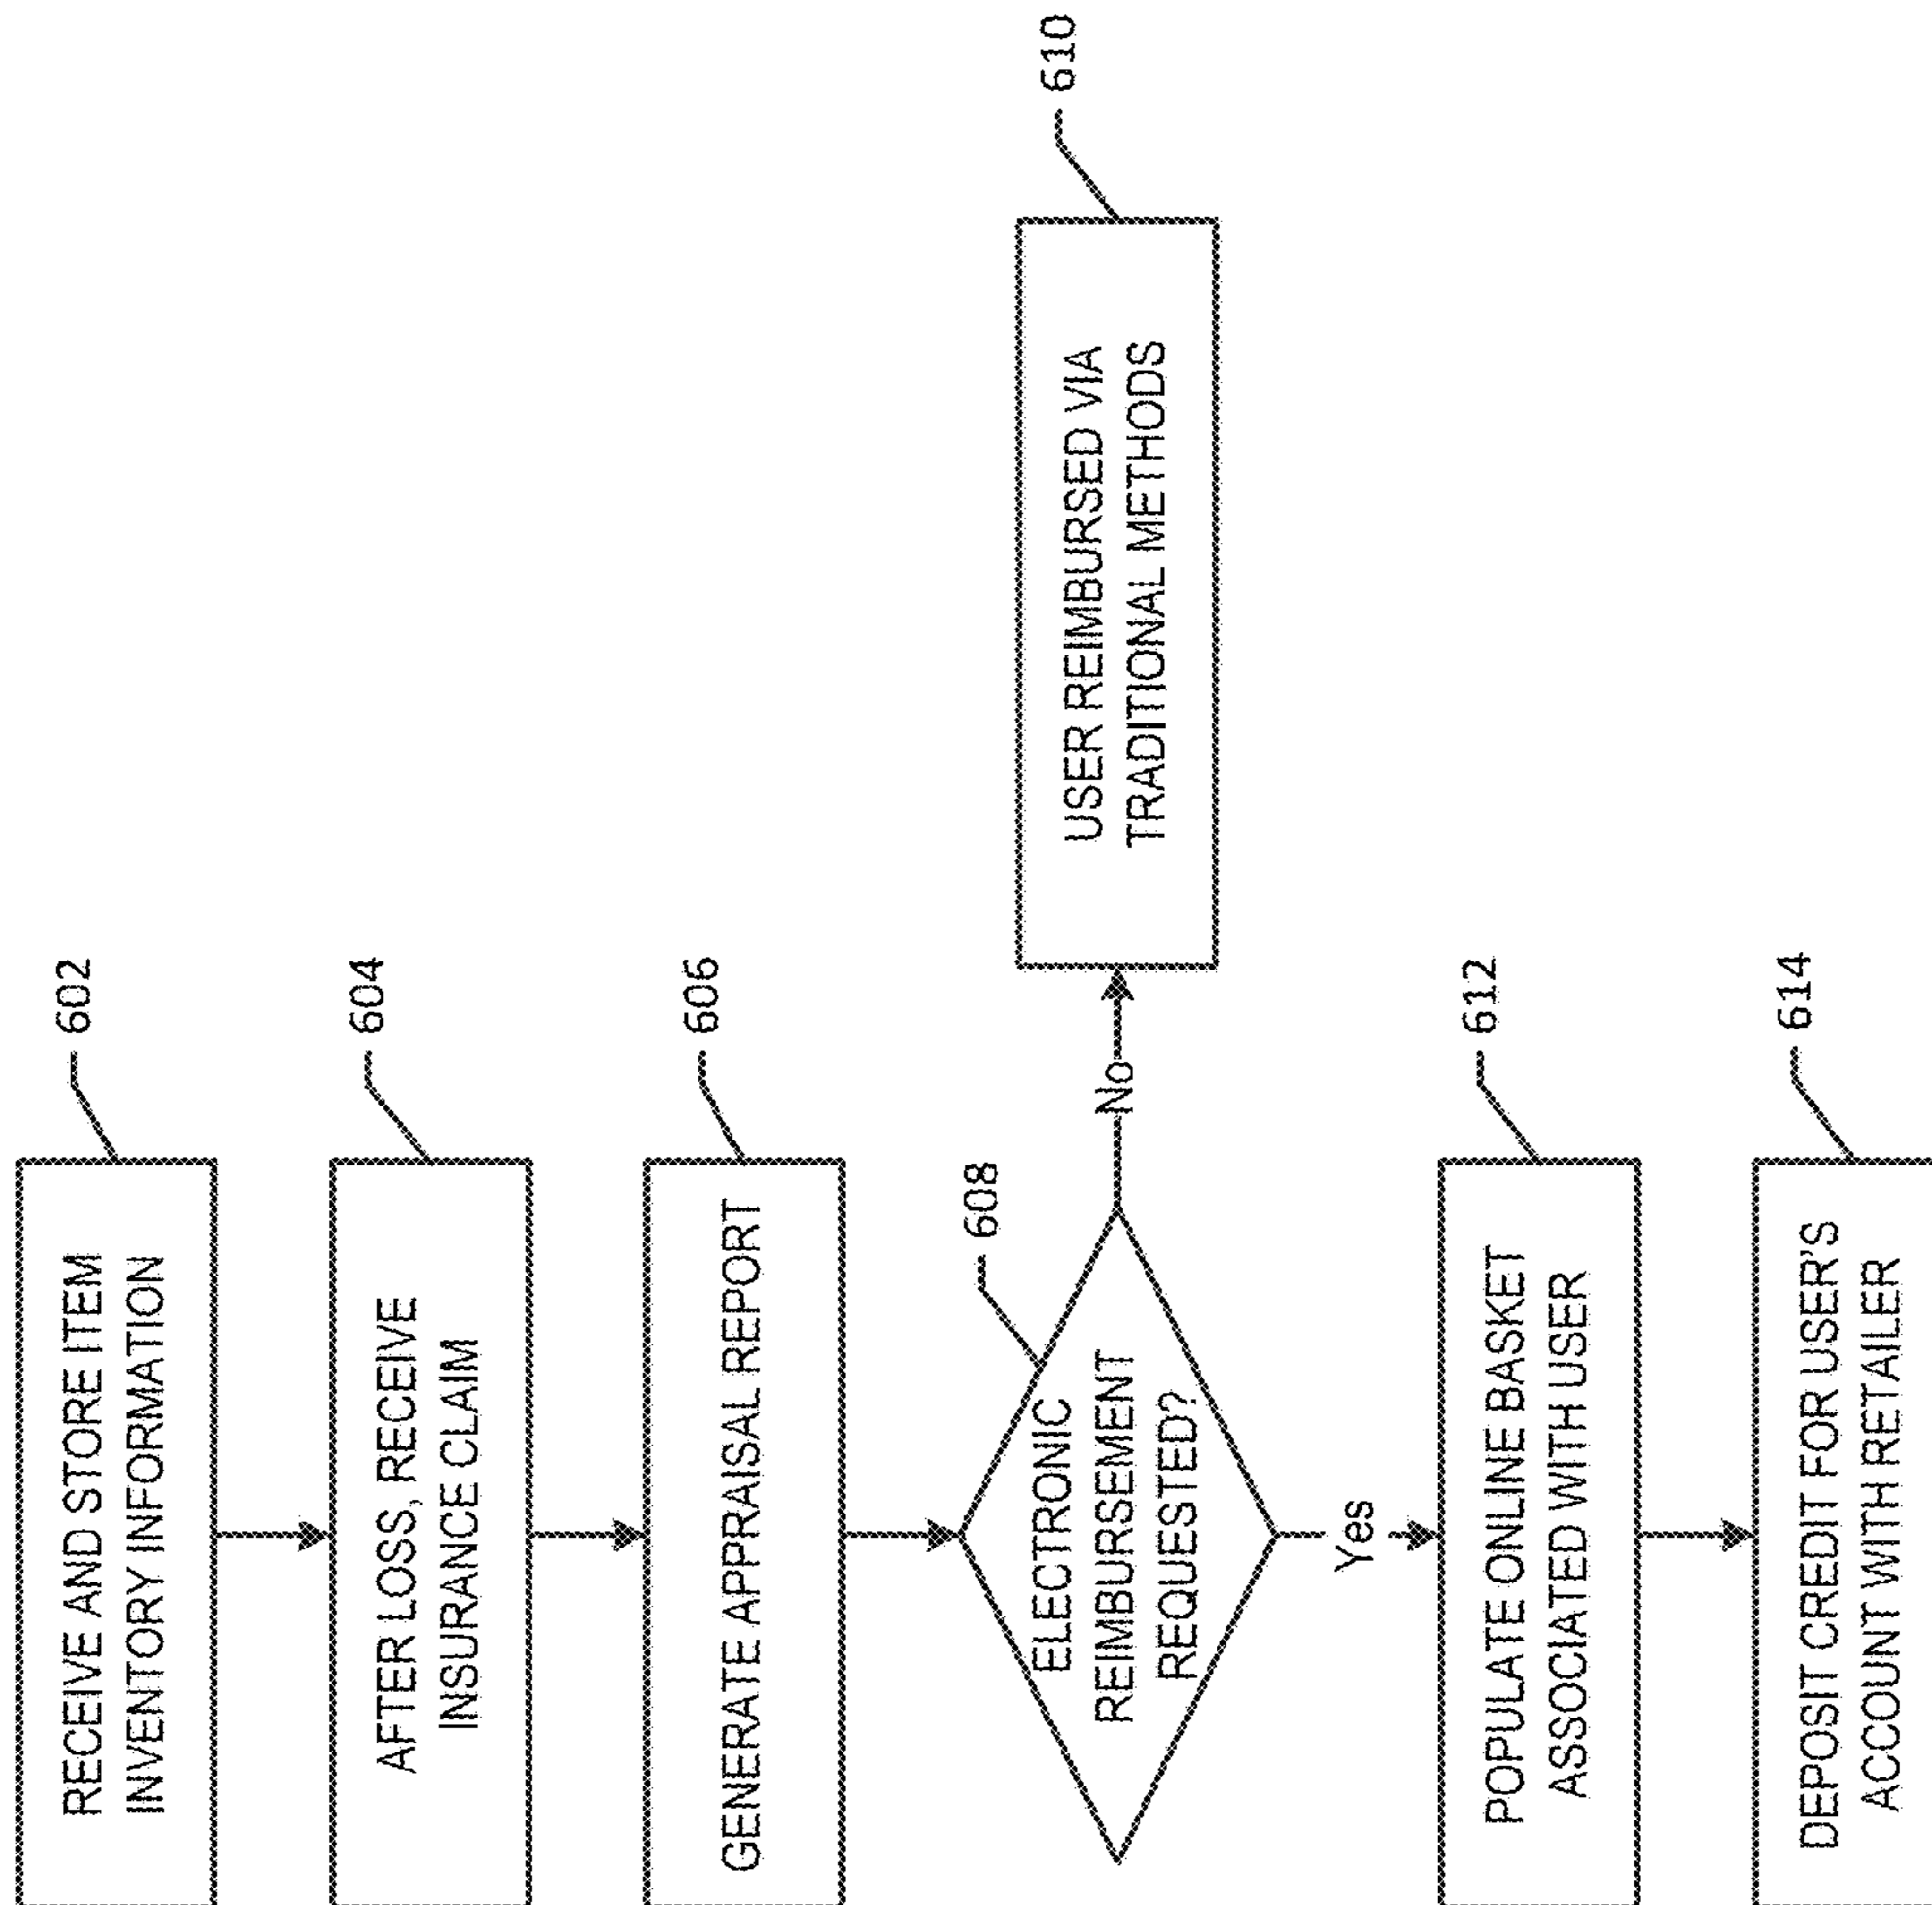 RECEIVE AND STORE ITEM
INVENTORY INFORMATION
602
AFTER LOSS, RECEIVE
INSURANCE CLAIM
604
GENERATE APPRAISAL REPORT
606
ELECTRONIC
REIMBURSEMENT
REQUESTED?
608
No
USER REIMBURSED VIA
TRADITIONAL METHODS
610
Yes
POPULATE ONLINE BASKET
ASSOCIATED WITH USER
612
DEPOSIT CREDIT FOR USER'S
ACCOUNT WITH RETAILER
614